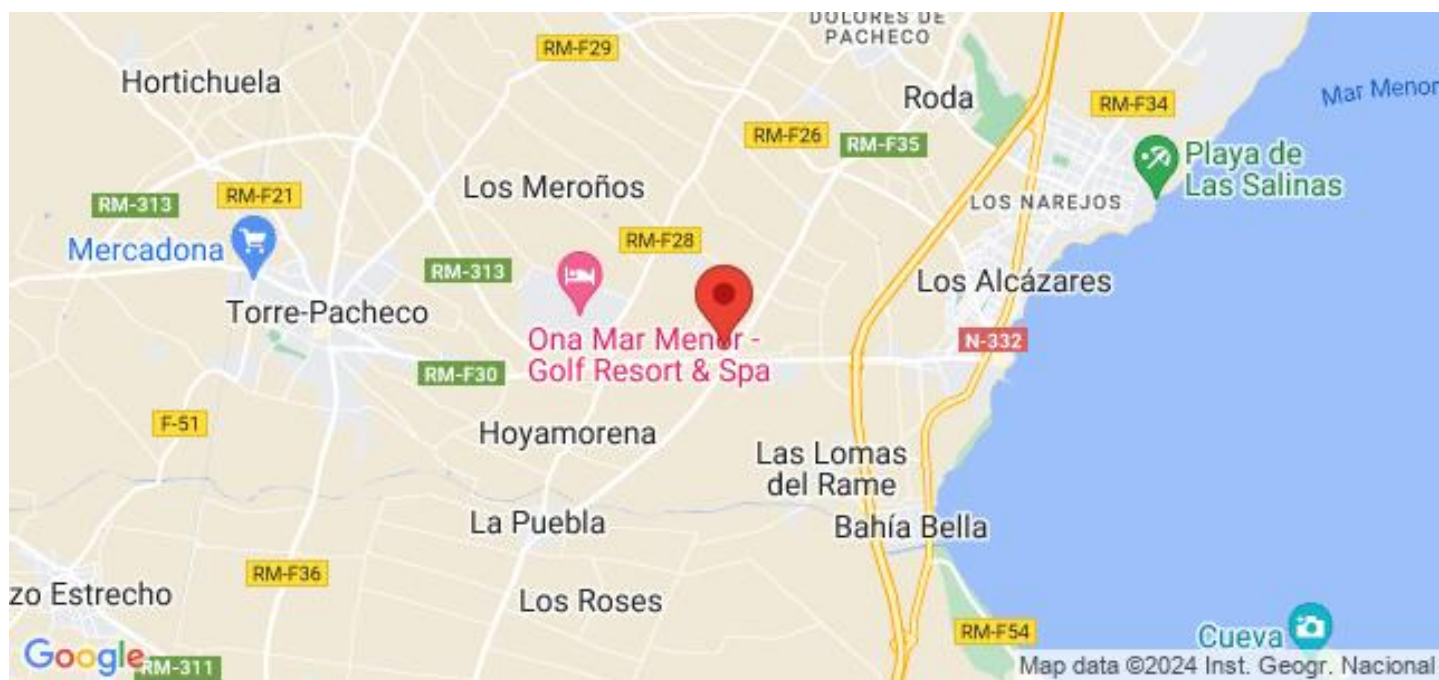 DOLORES DE
PACHECO
RM-F29
Hortichuela
Roda
RM-F34
Mar Menor
RM-F26
RM-F35
Playa de
Las Salinas
Los Meroños
RM-F21
RM-313
LOS NAREJOS
Mercadona
RM-F28
RM-313
Los Alcázares
Torre-Pacheco
Ona Mar Menor -
Golf Resort & Spa
N-332
RM-F30
F-51
Hoyamorena
Las Lomas
del Rame
La Puebla
Bahía Bella
RM-F36
zo Estrecho
Los Roses
RM-F54
Cueva
Google
RM-311
Map data ©2024 Inst. Geogr. Nacional